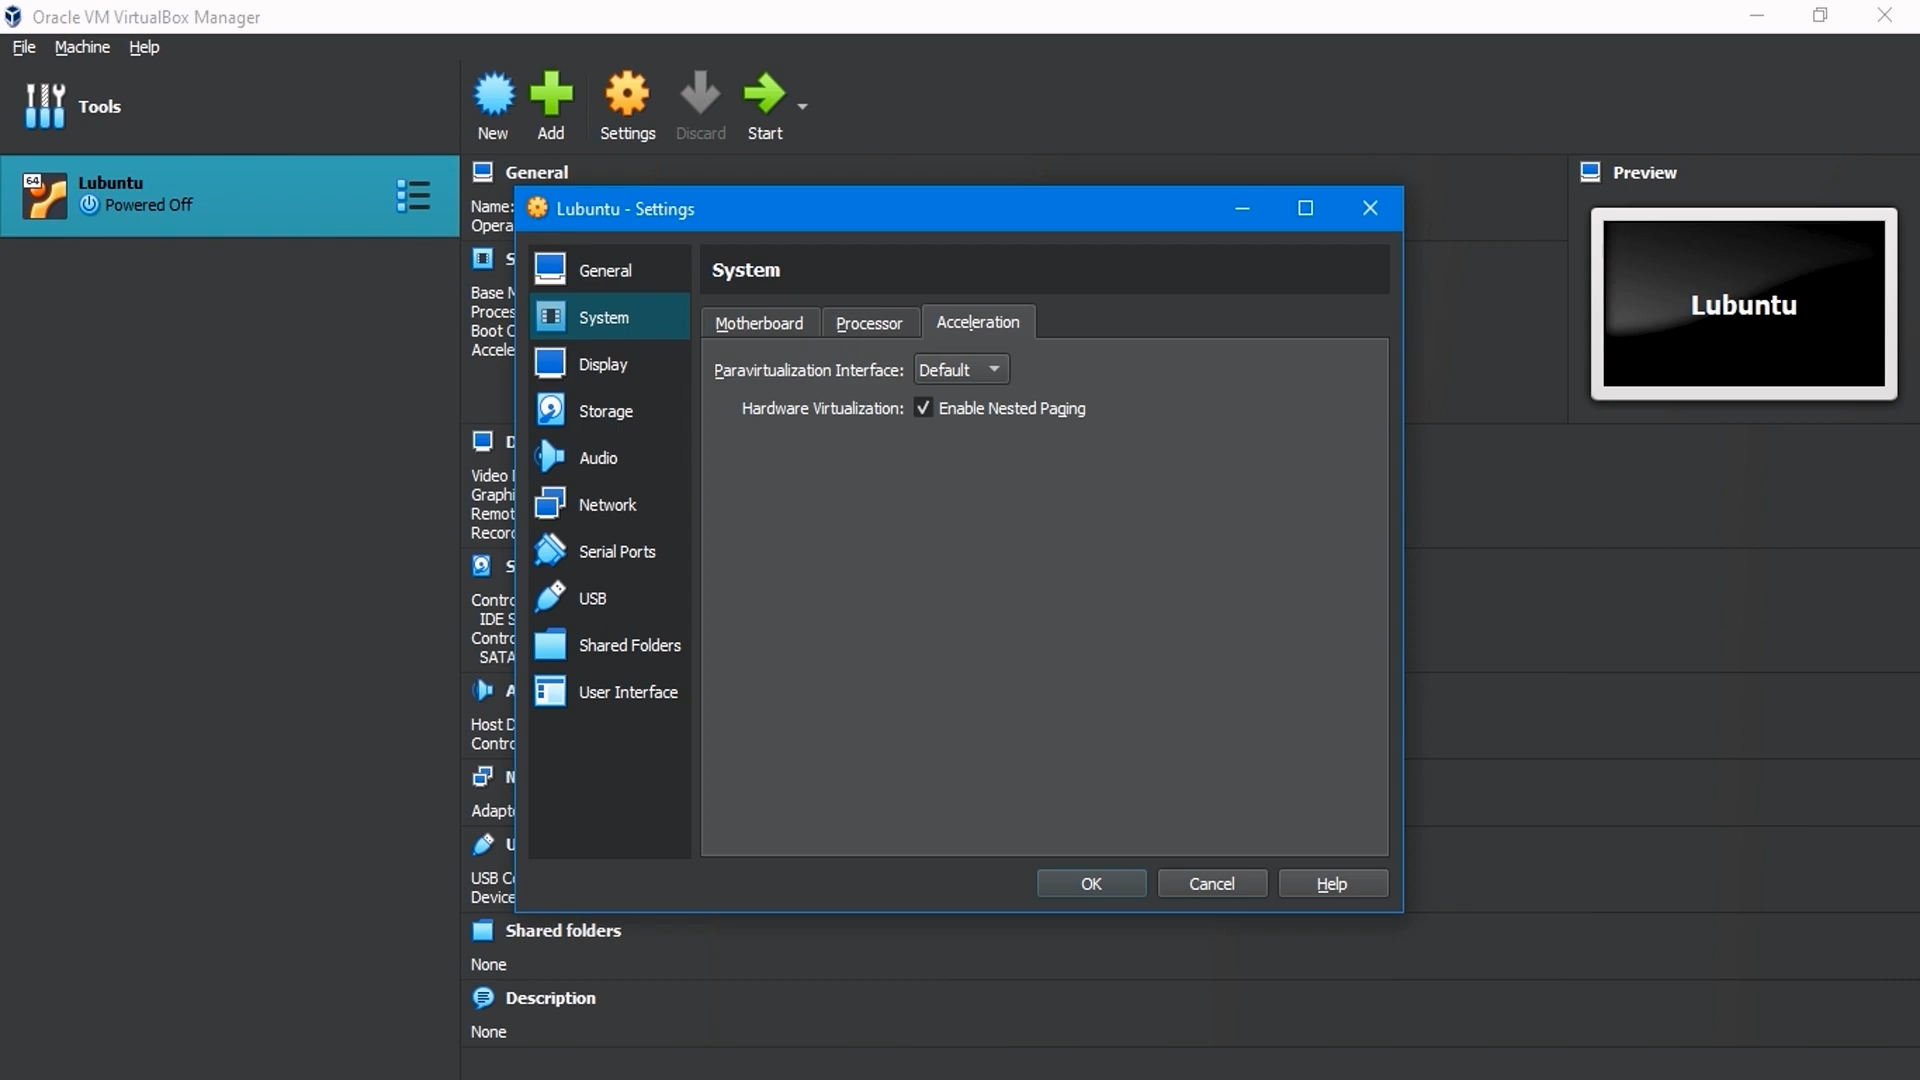 Oracle VM VirtualBox Manager
File Machine Help
Tools
New Add Settings Discard Start
64
Lubuntu
Powered Off
General
Name:
Opera
S
Base M
Proces
Boot O
Accele
D
Video
Graphi
Remot
Record
S
Contro
IDE S
Contro
SATA
A
Host D
Contro
N
Adapt
U
USB C
Device
Shared folders
None
Description
None
Preview
Lubuntu
Lubuntu - Settings
General
System
Display
Storage
Audio
Network
Serial Ports
USB
Shared Folders
User Interface
System
Motherboard Processor Acceleration
Paravirtualization Interface: Default
Hardware Virtualization: Enable Nested Paging
OK Cancel Help